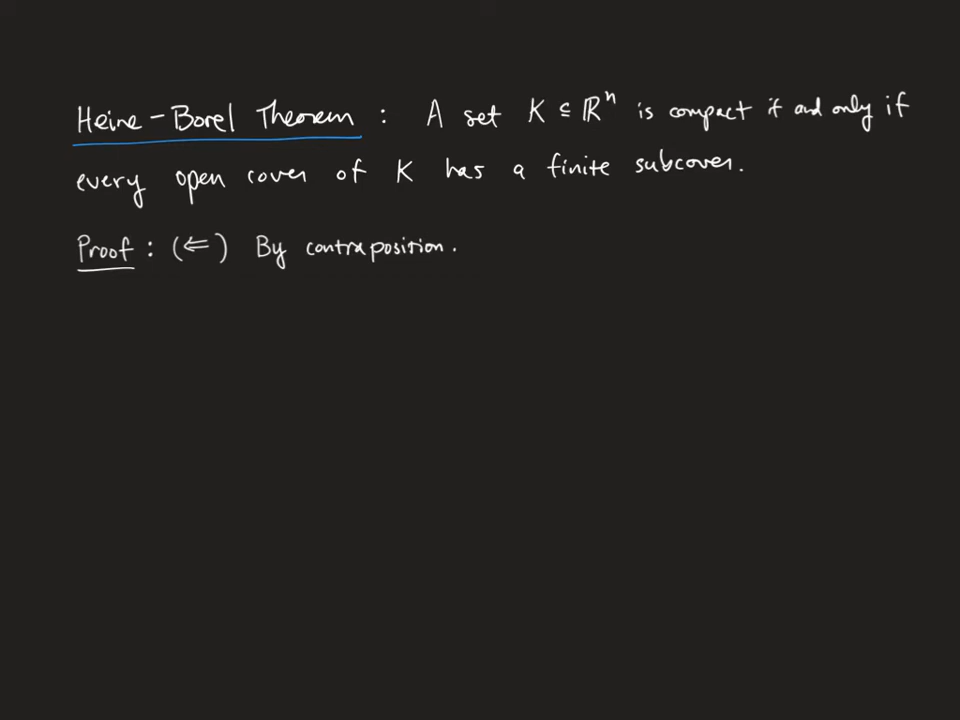 Heine-Borel Theorem : A set K ⊆ ℝⁿ is compact if and only if
every open cover of K has a finite subcover.
Proof : (⇐) By contraposition.